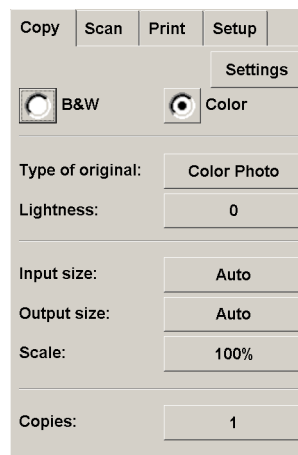 Copy Scan Print Setup
Settings
B&W Color
Type of original: Color Photo
Lightness: 0
Input size: Auto
Output size: Auto
Scale: 100%
Copies: 1